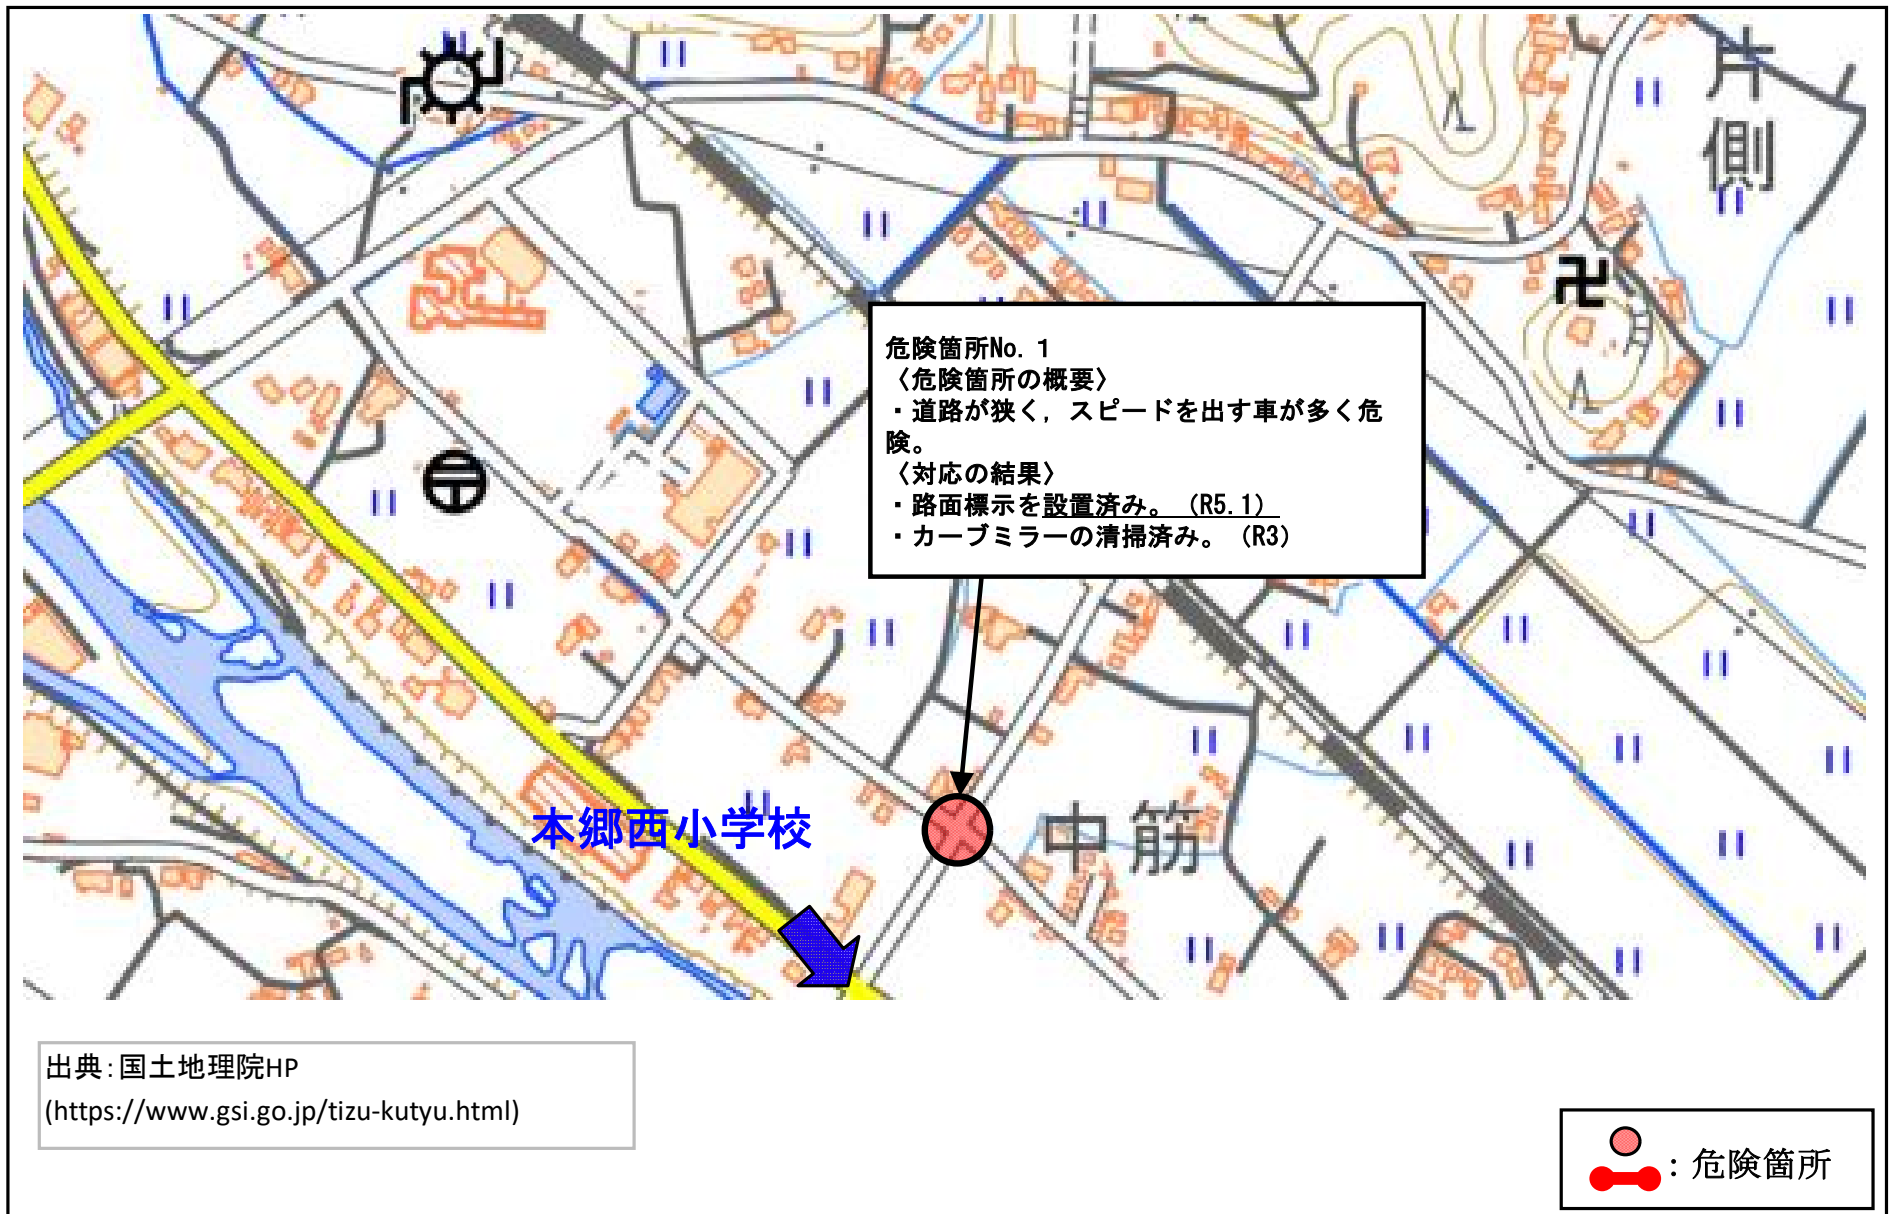 片側
危険箇所No. 1
〈危険箇所の概要〉
・道路が狭く，スピードを出す車が多く危
険。
〈対応の結果〉
・路面標示を設置済み。（R5.1）
・カーブミラーの清掃済み。（R3）
本郷西小学校
中筋
出典：国土地理院HP
(https://www.gsi.go.jp/tizu-kutyu.html)
：危険箇所